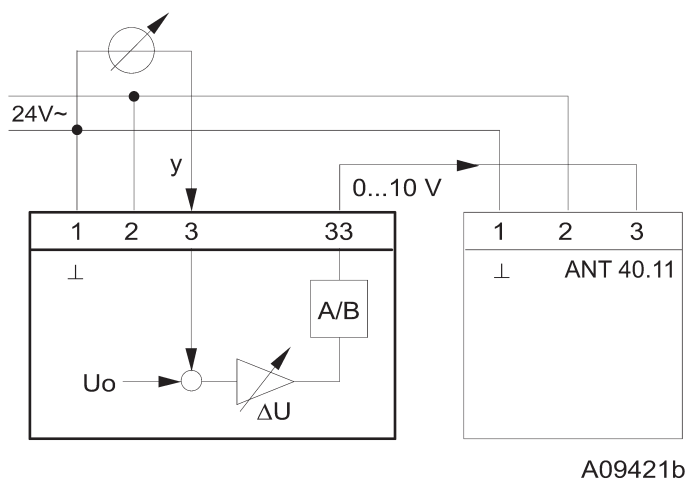 24V~
y
0...10 V
1 2 3 33
1 2 3
⊥
⊥ ANT 40.11
A/B
Uo
ΔU
A09421b